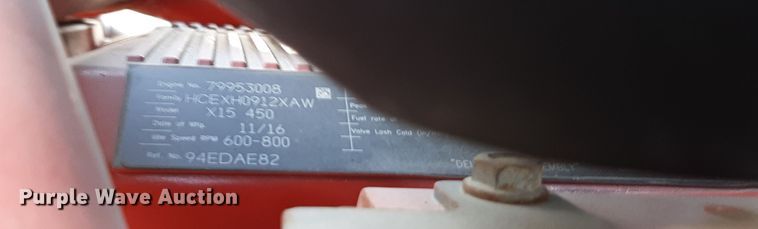 Engine No. 79953008
Family HCEXH0912XAW
Model X15 450
Date of Mfg. 11/16
Idle Speed RPM 600-800
Ref. No. 94EDAE82
Fuel rate
Valve Lash Cold
Purple Wave Auction